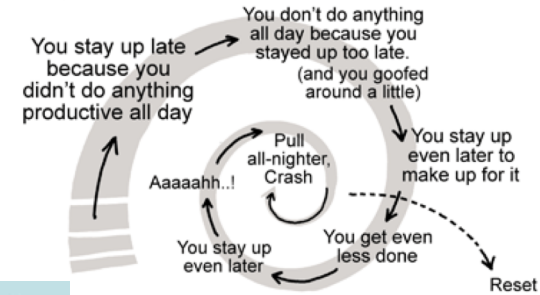 You stay up late
because you
didn't do anything
productive all day
You don't do anything
all day because you
stayed up too late.
(and you goofed
around a little)
You stay up
even later to
make up for it
You get even
less done
You stay up
even later
Aaaaahh..!
Pull
all-nighter,
Crash
Reset